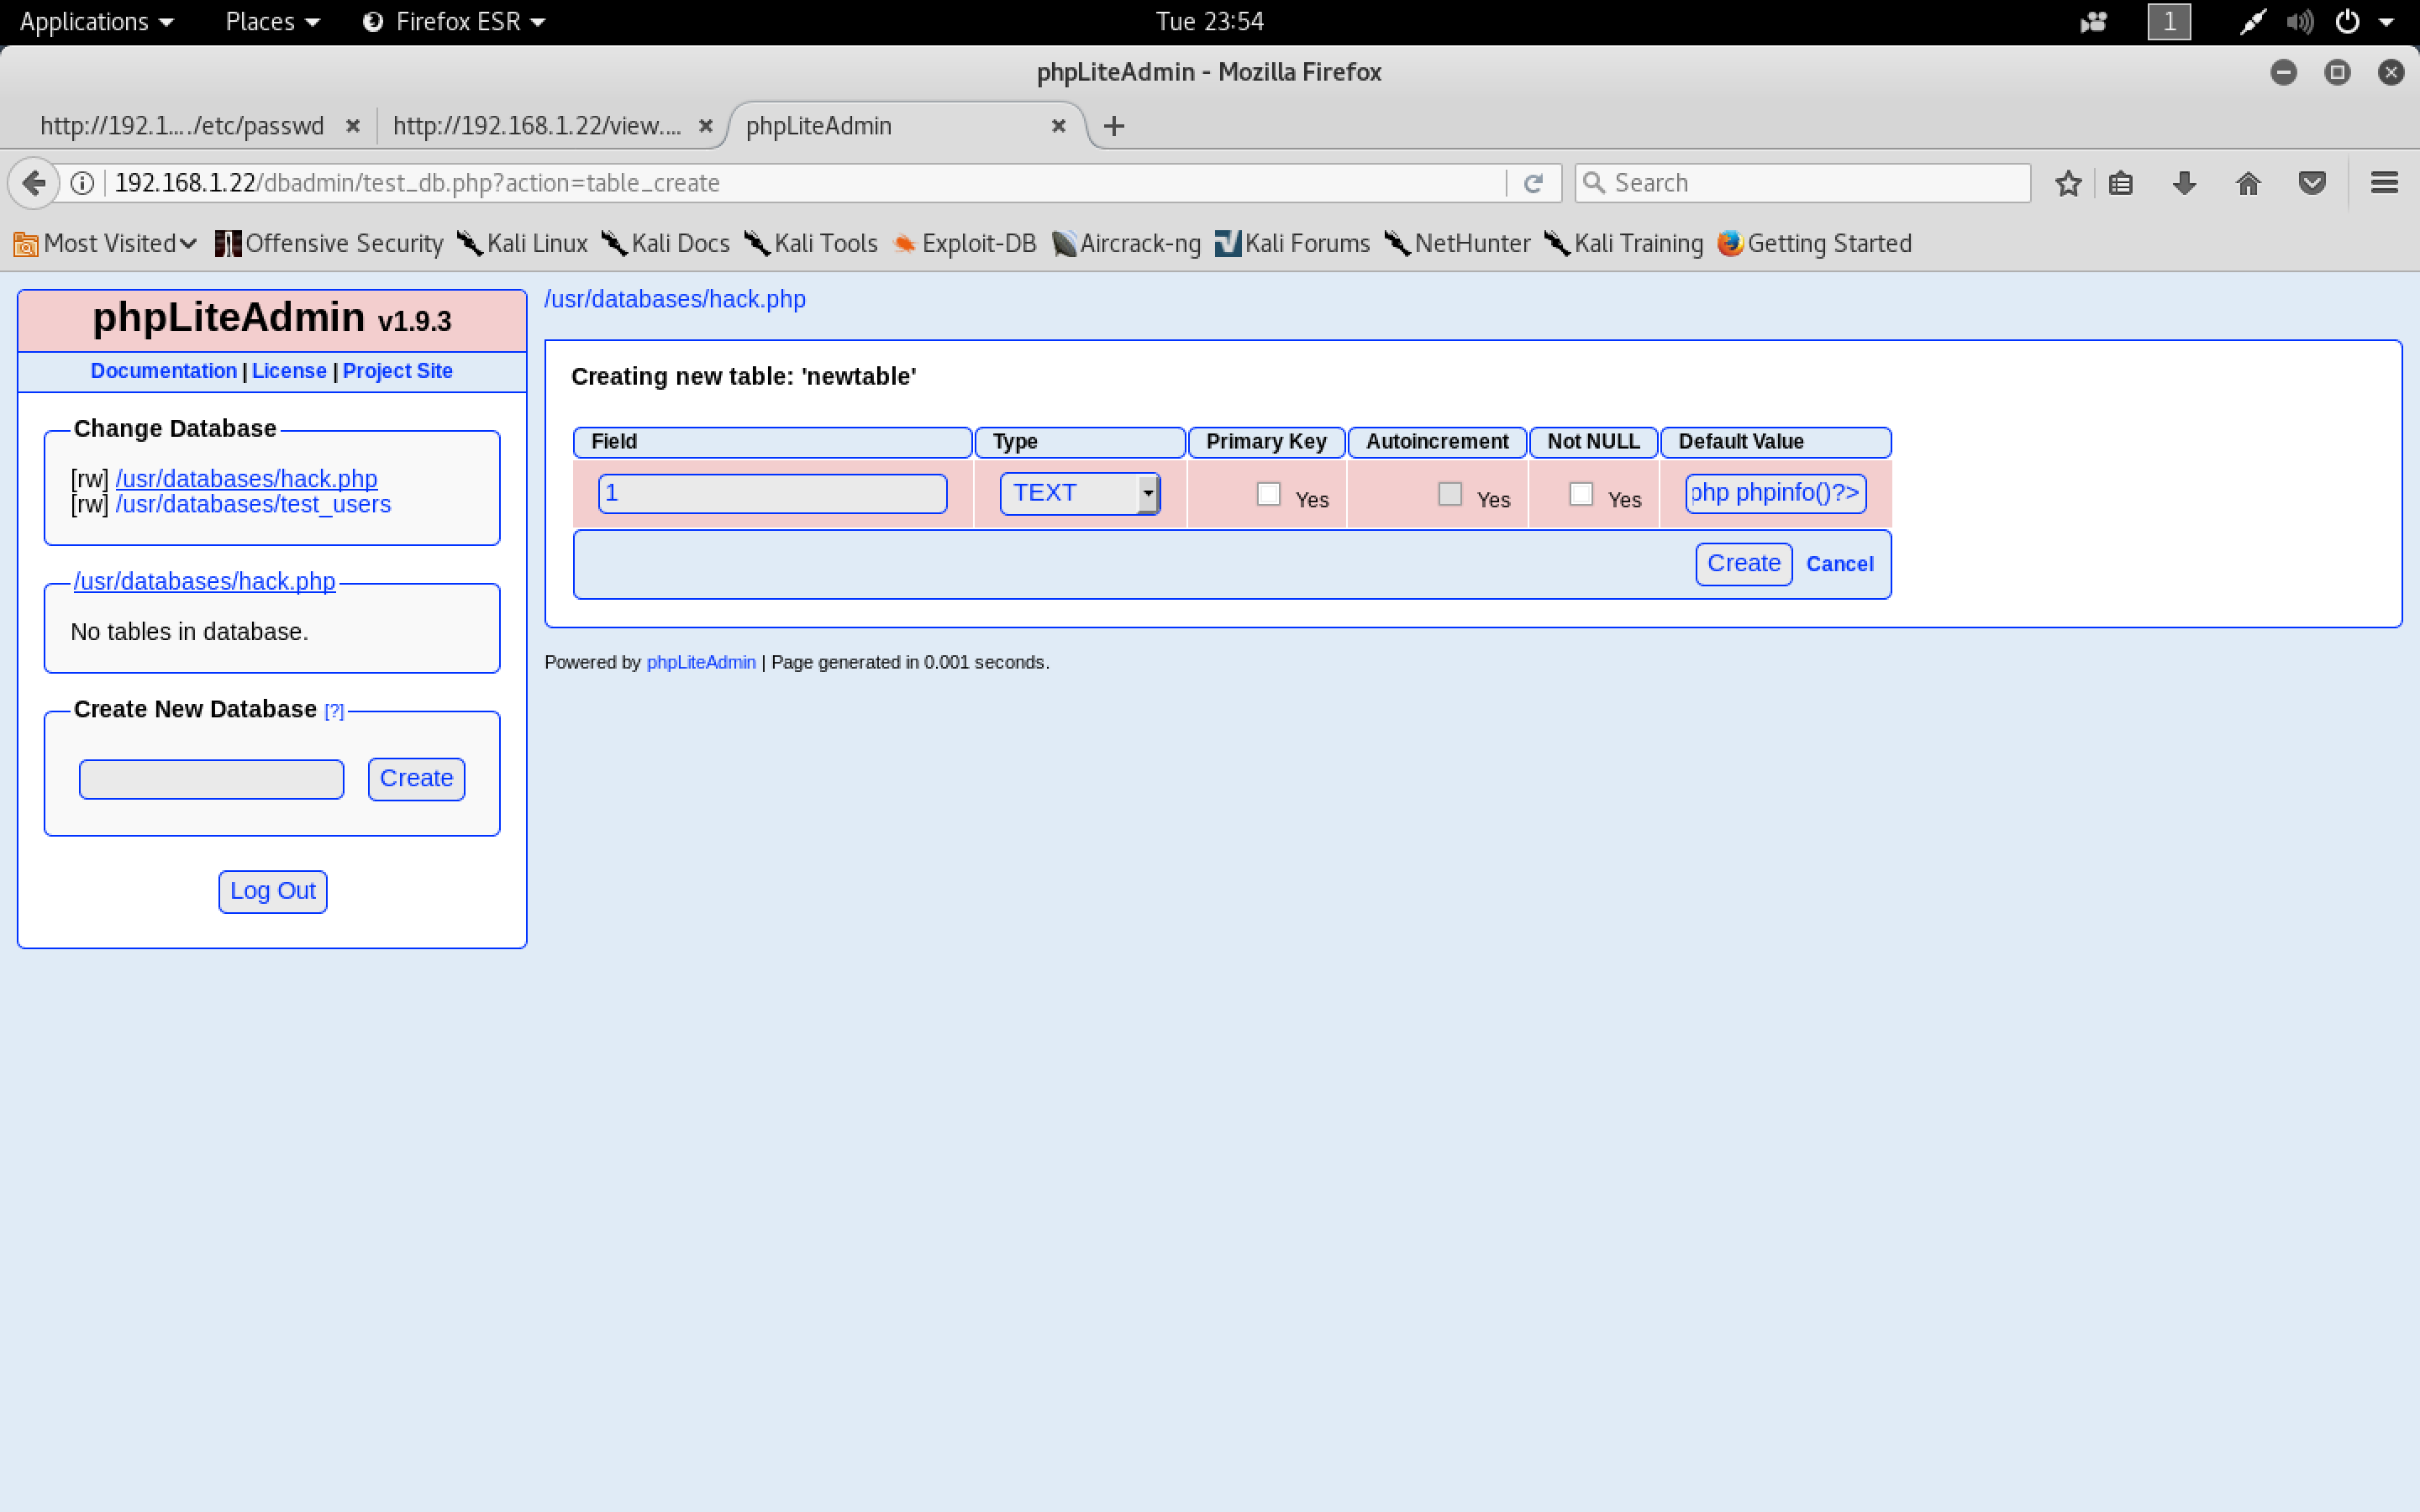 Applications Places Firefox ESR Tue 23:54 1
phpLiteAdmin - Mozilla Firefox
http://192.1…./etc/passwd http://192.168.1.22/view.... phpLiteAdmin
192.168.1.22/dbadmin/test_db.php?action=table_create Search
Most Visited Offensive Security Kali Linux Kali Docs Kali Tools Exploit-DB Aircrack-ng Kali Forums NetHunter Kali Training Getting Started
phpLiteAdmin v1.9.3
Documentation | License | Project Site
Change Database
[rw] /usr/databases/hack.php
[rw] /usr/databases/test_users
/usr/databases/hack.php
No tables in database.
Create New Database [?]
Create
Log Out
/usr/databases/hack.php
Creating new table: 'newtable'
Field Type Primary Key Autoincrement Not NULL Default Value
1 TEXT Yes Yes Yes php phpinfo()?>
Create Cancel
Powered by phpLiteAdmin | Page generated in 0.001 seconds.